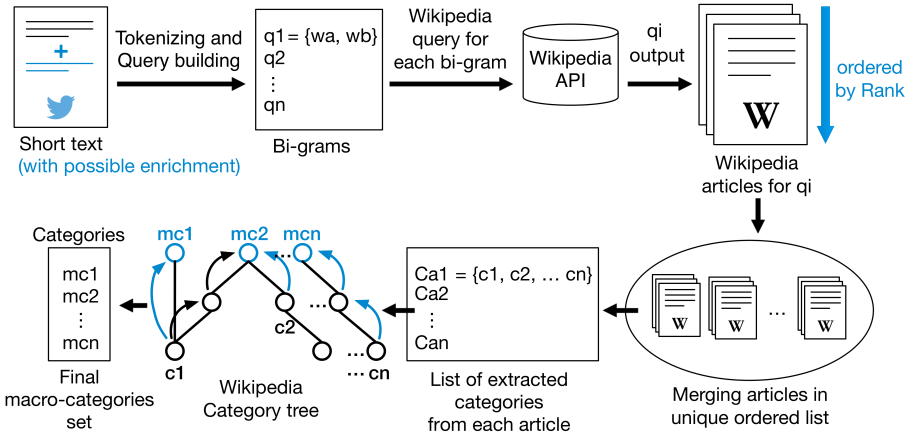 Short text
(with possible enrichment)
Tokenizing and
Query building
q1 = {wa, wb}
q2
⋮
qn
Bi-grams
Wikipedia
query for
each bi-gram
Wikipedia
API
qi
output
W
ordered
by Rank
Wikipedia
articles for qi
W
W
...
W
Merging articles in
unique ordered list
Ca1 = {c1, c2, ... cn}
Ca2
⋮
Can
List of extracted
categories
from each article
mc1
mc2
...
mcn
c2
...
c1
...
... cn
Wikipedia
Category tree
Categories
mc1
mc2
⋮
mcn
Final
macro-categories
set